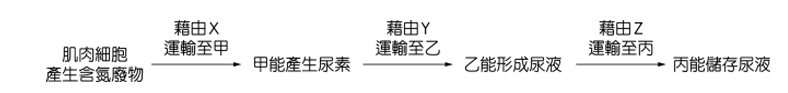 肌肉細胞
產生含氮廢物
藉由X
運輸至甲
甲能產生尿素
藉由Y
運輸至乙
乙能形成尿液
藉由Z
運輸至丙
丙能儲存尿液